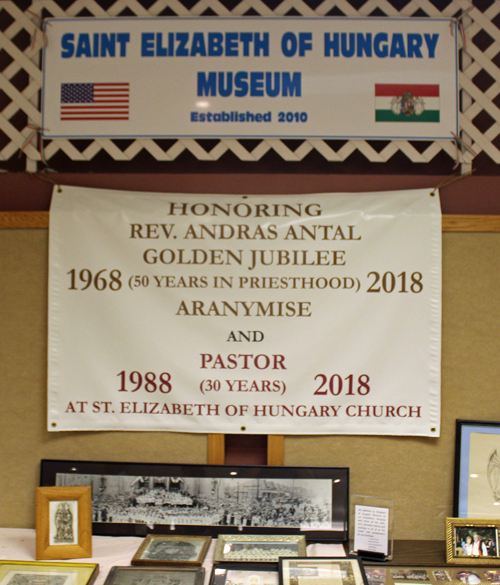 SAINT ELIZABETH OF HUNGARY
MUSEUM
Established 2010
HONORING
REV. ANDRAS ANTAL
GOLDEN JUBILEE
1968 (50 YEARS IN PRIESTHOOD) 2018
ARANYMISE
AND
PASTOR
1988 (30 YEARS) 2018
AT ST. ELIZABETH OF HUNGARY CHURCH